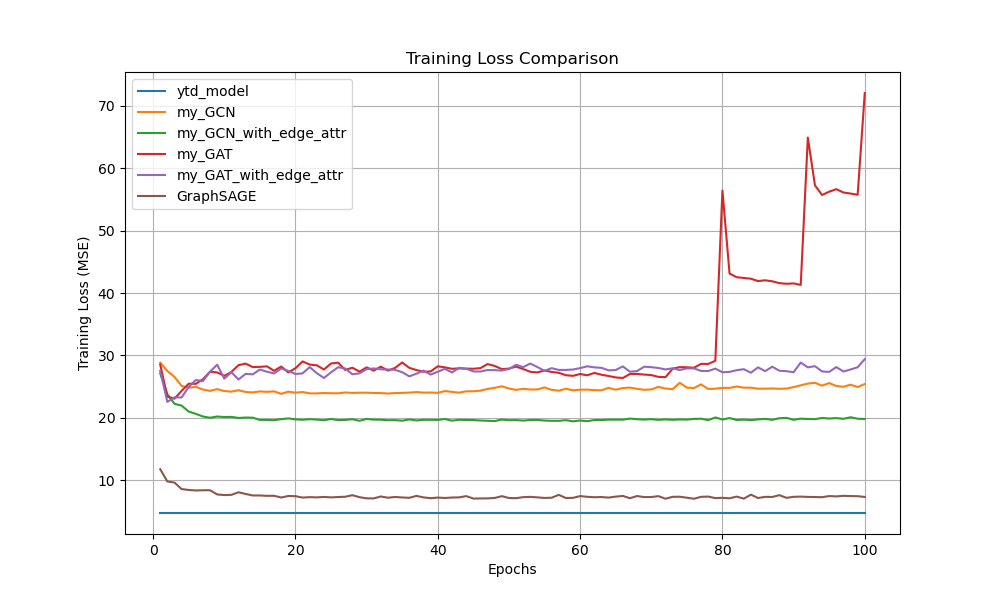 Training Loss Comparison
ytd_model
my_GCN
my_GCN_with_edge_attr
my_GAT
my_GAT_with_edge_attr
GraphSAGE
Training Loss (MSE)
70
60
50
40
30
20
10
0 20 40 60 80 100
Epochs